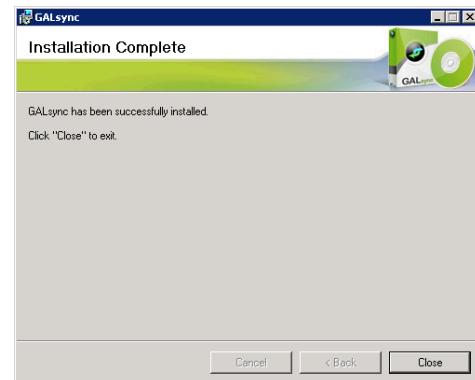 GALsync
Installation Complete
GALsync
GALsync has been successfully installed.
Click "Close" to exit.
Cancel
< Back
Close